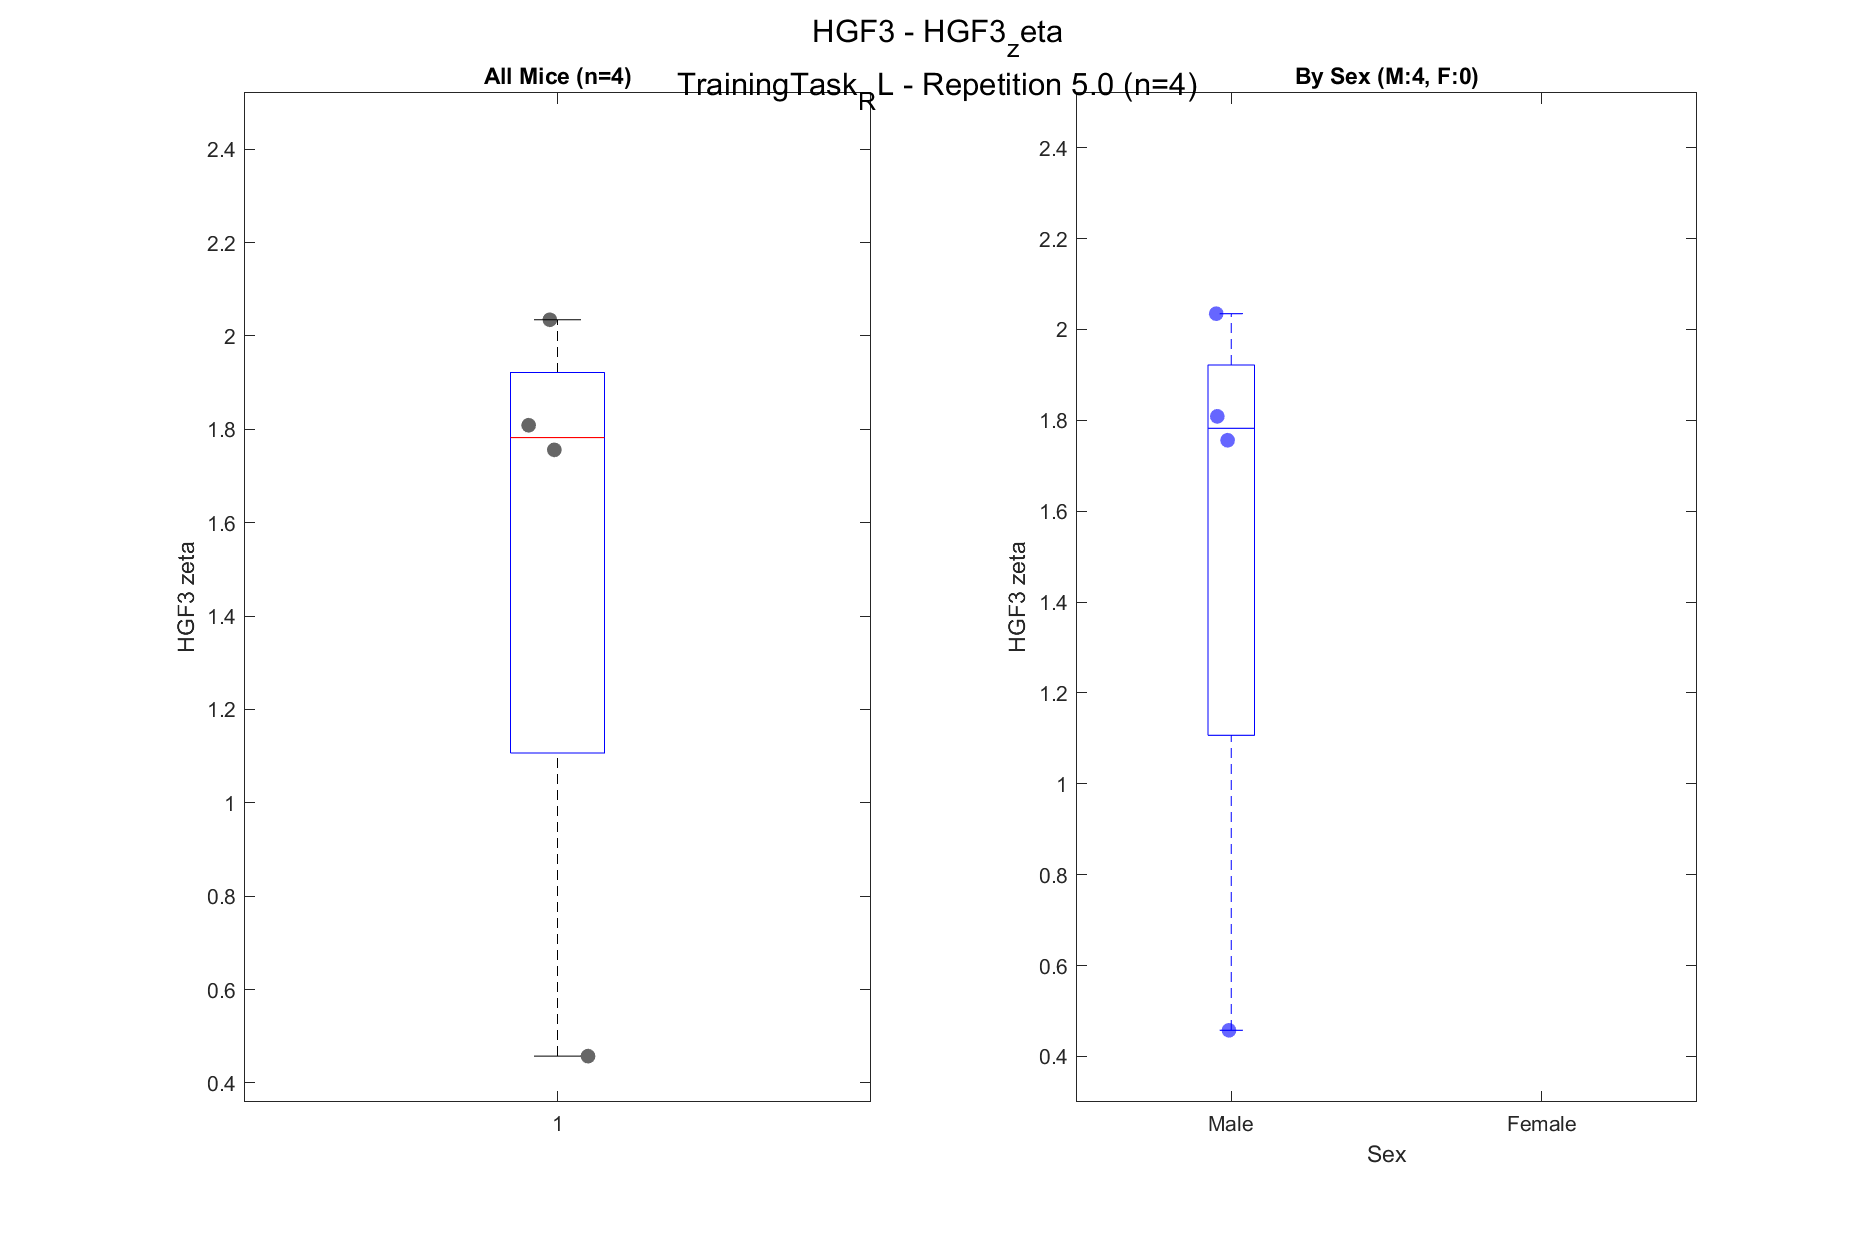 HGF3 - HGF3_zeta
TrainingTask_RL - Repetition 5.0 (n=4)
All Mice (n=4)
2.4
2.2
2
1.8
1.6
1.4
1.2
1
0.8
0.6
0.4
HGF3 zeta
1
By Sex (M:4, F:0)
2.4
2.2
2
1.8
1.6
1.4
1.2
1
0.8
0.6
0.4
HGF3 zeta
Male Female
Sex